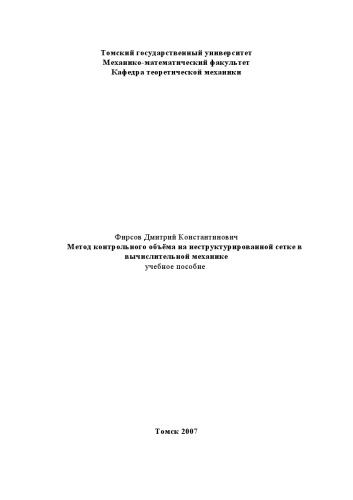 Томский государственный университет
Механико-математический факультет
Кафедра теоретической механики
Фирсов Дмитрий Константинович
Метод контрольного объёма на неструктурированной сетке в
вычислительной механике
учебное пособие
Томск 2007